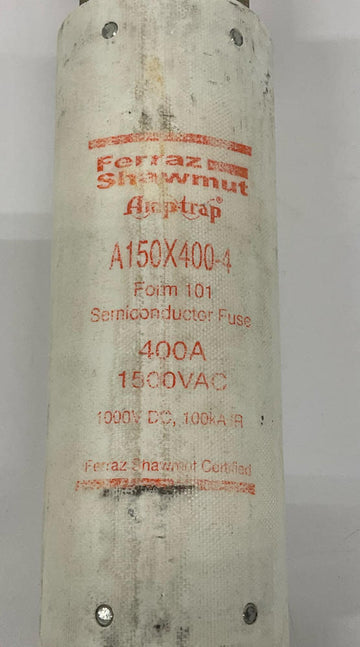 Ferraz
Shawmut
Amptrap®
A150X400-4
Form 101
Semiconductor Fuse
400A
1500VAC
1000V DC, 100kA IR
Ferraz Shawmut Certified